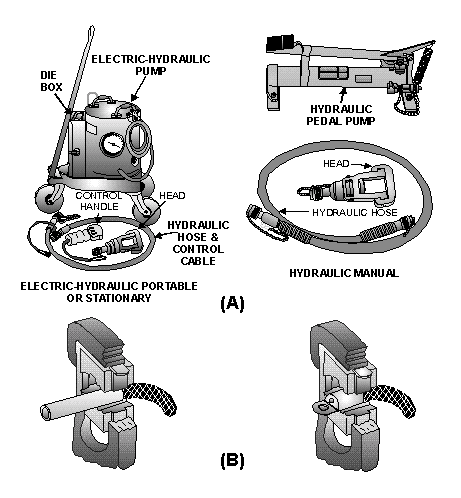 ELECTRIC-HYDRAULIC
PUMP
DIE
BOX
CONTROL
HANDLE
HEAD
HYDRAULIC
HOSE &
CONTROL
CABLE
ELECTRIC-HYDRAULIC PORTABLE
OR STATIONARY
HYDRAULIC
PEDAL PUMP
HEAD
HYDRAULIC HOSE
HYDRAULIC MANUAL
(A)
(B)